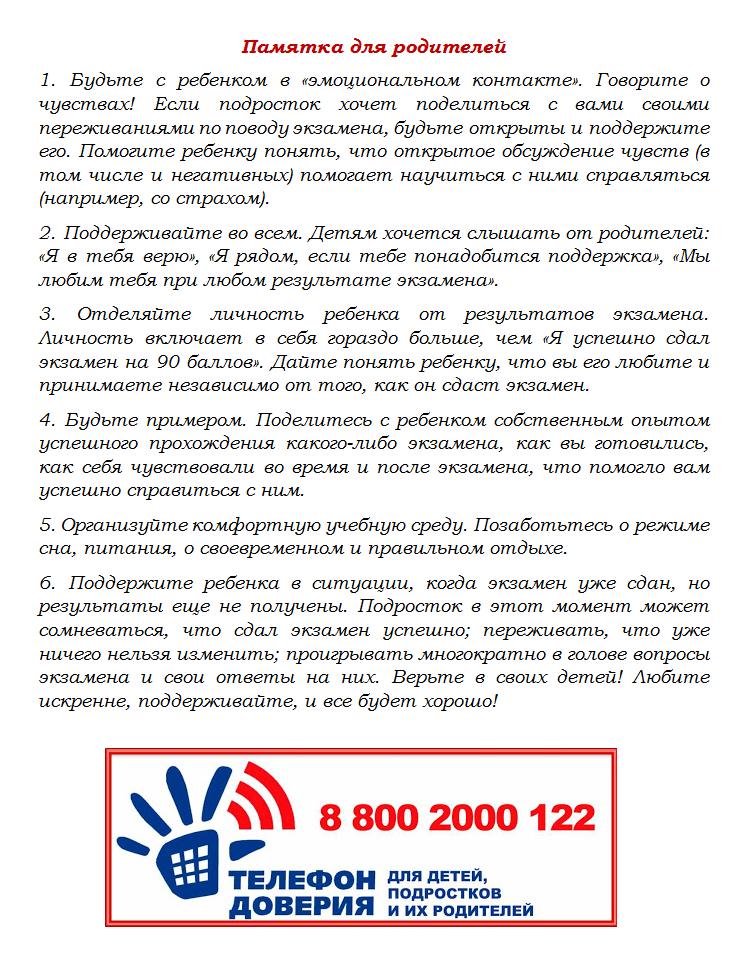 Памятка для родителей
1. Будьте с ребенком в «эмоциональном контакте». Говорите о
чувствах! Если подросток хочет поделиться с вами своими
переживаниями по поводу экзамена, будьте открыты и поддержите
его. Помогите ребенку понять, что открытое обсуждение чувств (в
том числе и негативных) помогает научиться с ними справляться
(например, со страхом).
2. Поддерживайте во всем. Детям хочется слышать от родителей:
«Я в тебя верю», «Я рядом, если тебе понадобится поддержка», «Мы
любим тебя при любом результате экзамена».
3. Отделяйте личность ребенка от результатов экзамена.
Личность включает в себя гораздо больше, чем «Я успешно сдал
экзамен на 90 баллов». Дайте понять ребенку, что вы его любите и
принимаете независимо от того, как он сдаст экзамен.
4. Будьте примером. Поделитесь с ребенком собственным опытом
успешного прохождения какого-либо экзамена, как вы готовились,
как себя чувствовали во время и после экзамена, что помогло вам
успешно справиться с ним.
5. Организуйте комфортную учебную среду. Позаботьтесь о режиме
сна, питания, о своевременном и правильном отдыхе.
6. Поддержите ребенка в ситуации, когда экзамен уже сдан, но
результаты еще не получены. Подросток в этот момент может
сомневаться, что сдал экзамен успешно; переживать, что уже
ничего нельзя изменить; проигрывать многократно в голове вопросы
экзамена и свои ответы на них. Верьте в своих детей! Любите
искренне, поддерживайте, и все будет хорошо!
8 800 2000 122
ТЕЛЕФОН
ДОВЕРИЯ
ДЛЯ ДЕТЕЙ,
ПОДРОСТКОВ
И ИХ РОДИТЕЛЕЙ